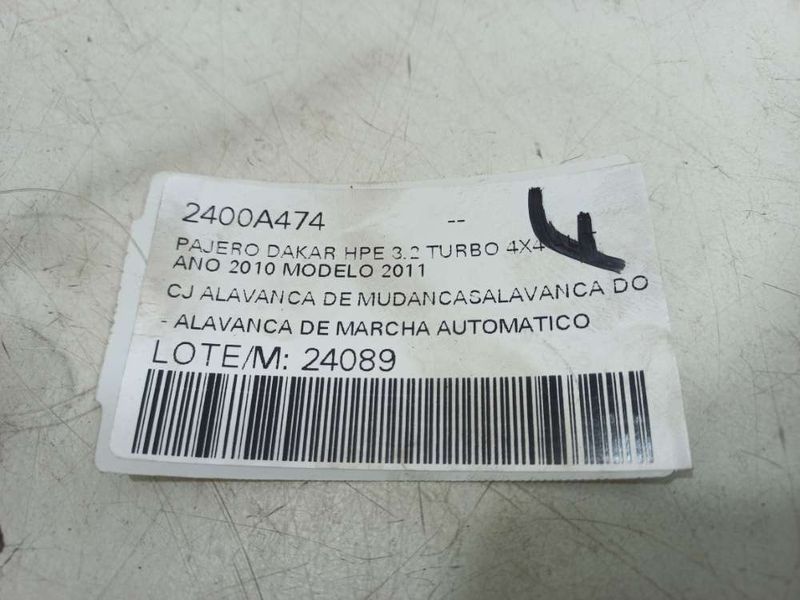 2400A474 --
PAJERO DAKAR HPE 3.2 TURBO 4X4
ANO 2010 MODELO 2011
CJ ALAVANCA DE MUDANCASALAVANCA DO
- ALAVANCA DE MARCHA AUTOMATICO
LOTE/M: 24089